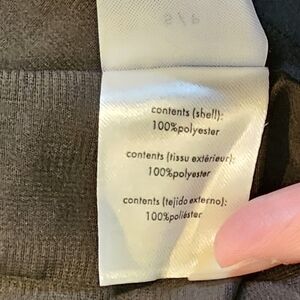 s/a
contents (shell):
100%polyester
contents (tissu extérieur):
100%polyester
contents (tejido externo):
100%poliéster